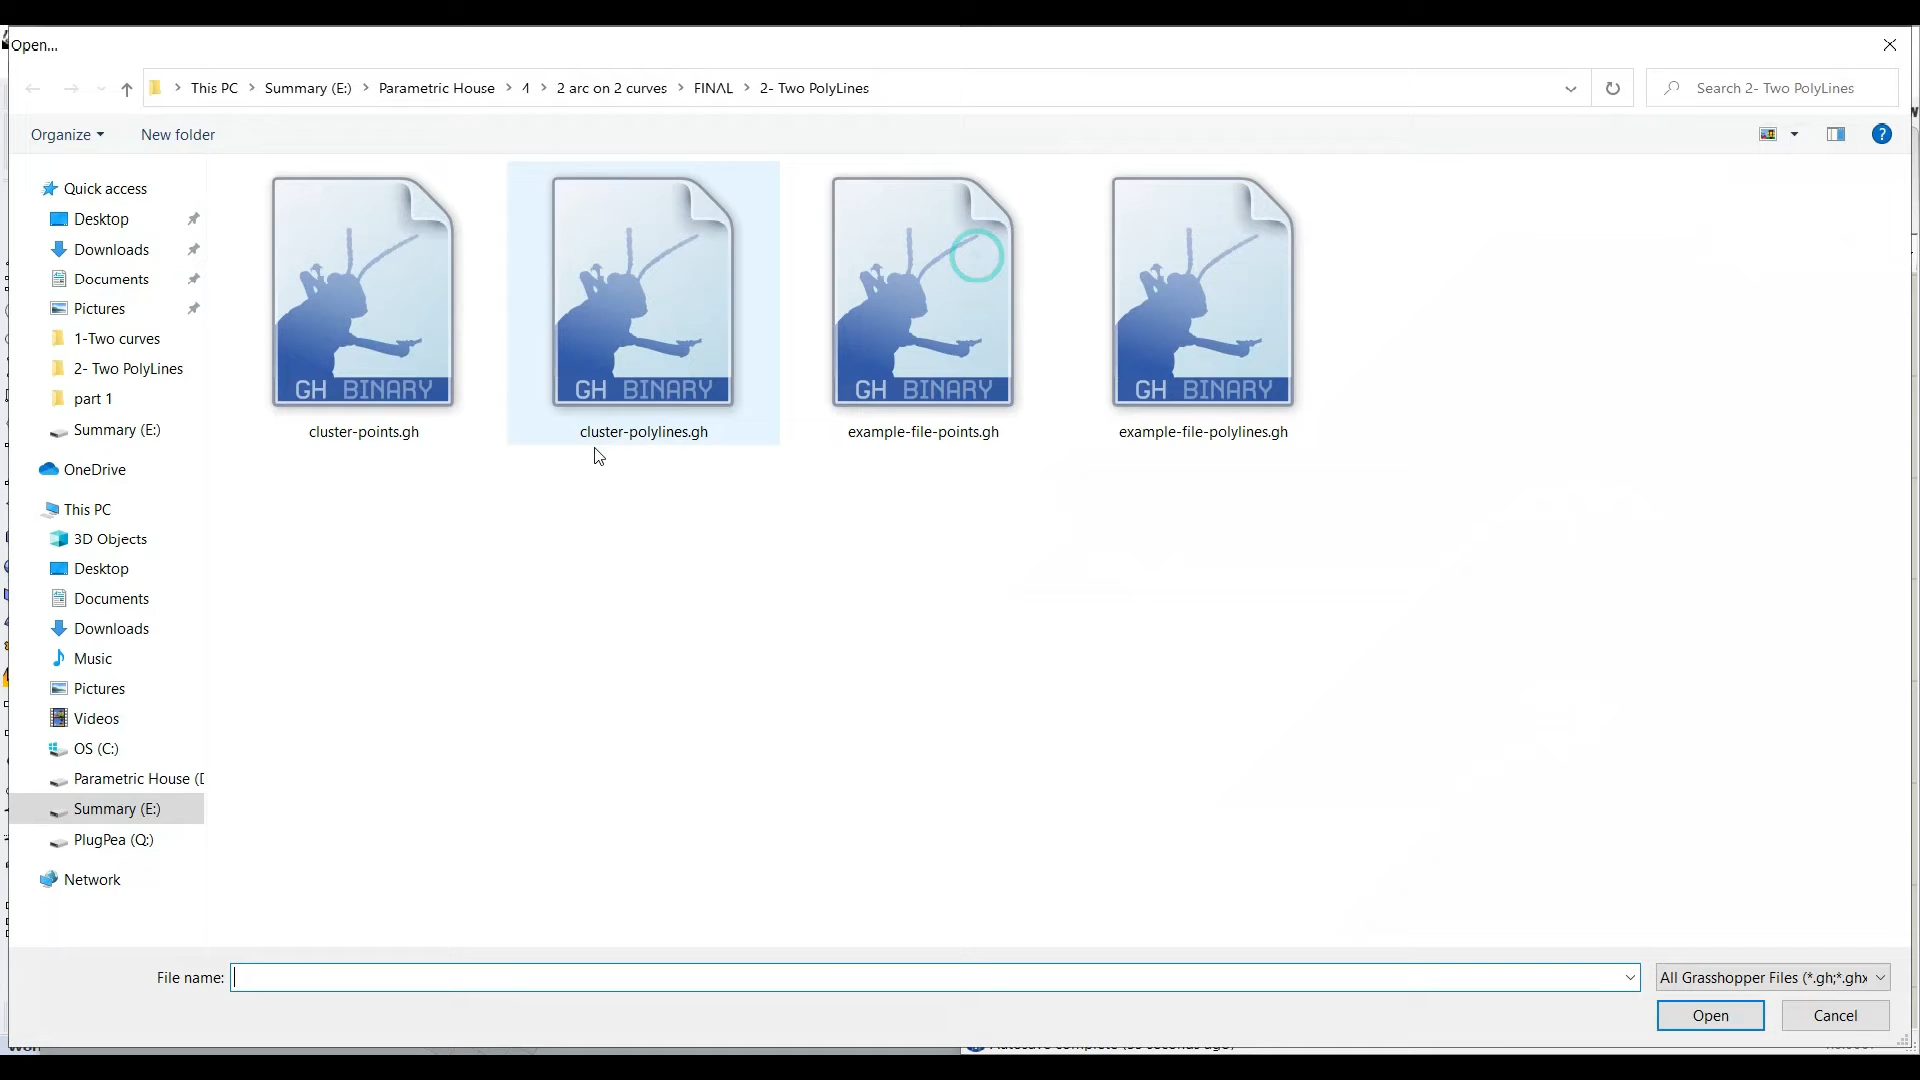 Open...
This PC > Summary (E:) > Parametric House > 1 > 2 arc on 2 curves > FINAL > 2- Two PolyLines
Search 2- Two PolyLines
Organize
New folder
?
Quick access
Desktop
Downloads
Documents
Pictures
1-Two curves
2- Two PolyLines
part 1
Summary (E:)
OneDrive
This PC
3D Objects
Desktop
Documents
Downloads
Music
Pictures
Videos
OS (C:)
Parametric House (D
Summary (E:)
PlugPea (Q:)
Network
GH BINARY
cluster-points.gh
GH BINARY
cluster-polylines.gh
GH BINARY
example-file-points.gh
GH BINARY
example-file-polylines.gh
File name:
All Grasshopper Files (*.gh;*.ghx
Open
Cancel